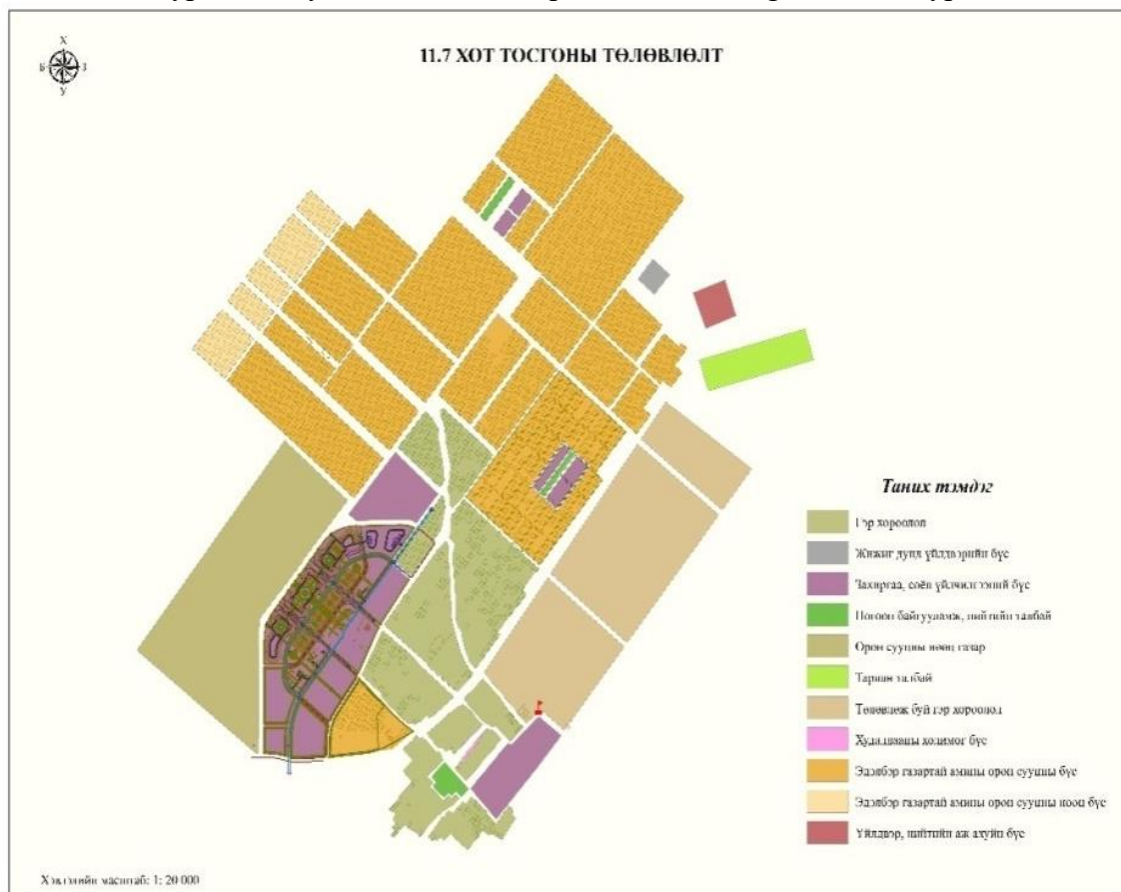 11.7 ХОТ ТОСГОНЫ ТӨЛӨВЛӨЛТ
Х
Б З
У
Таних тэмдэг
Гэр хороолол
Жижиг дунд үйлдвэрийн бүс
Захиргаа, соёл үйлчилгээний бүс
Ногоон байгууламж, нийтийн талбай
Орон сууцны нөөц газар
Тариан талбай
Төлөвлөж буй гэр хороолол
Худалдааны холимог бүс
Эдэлбэр газартай амины орон сууцны бүс
Эдэлбэр газартай амины орон сууцны нөөц бүс
Үйлдвэр, нийтийн аж ахуйн бүс
Хэвлэлийн масштаб: 1: 20 000